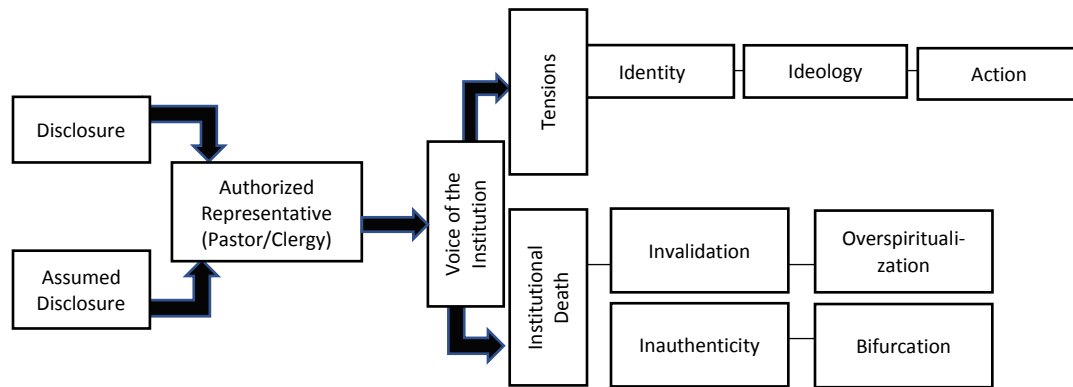 Disclosure
Assumed
Disclosure
Authorized
Representative
(Pastor/Clergy)
Voice of the
Institution
Tensions
Identity
Ideology
Action
Institutional
Death
Invalidation
Overspirituali-
zation
Inauthenticity
Bifurcation